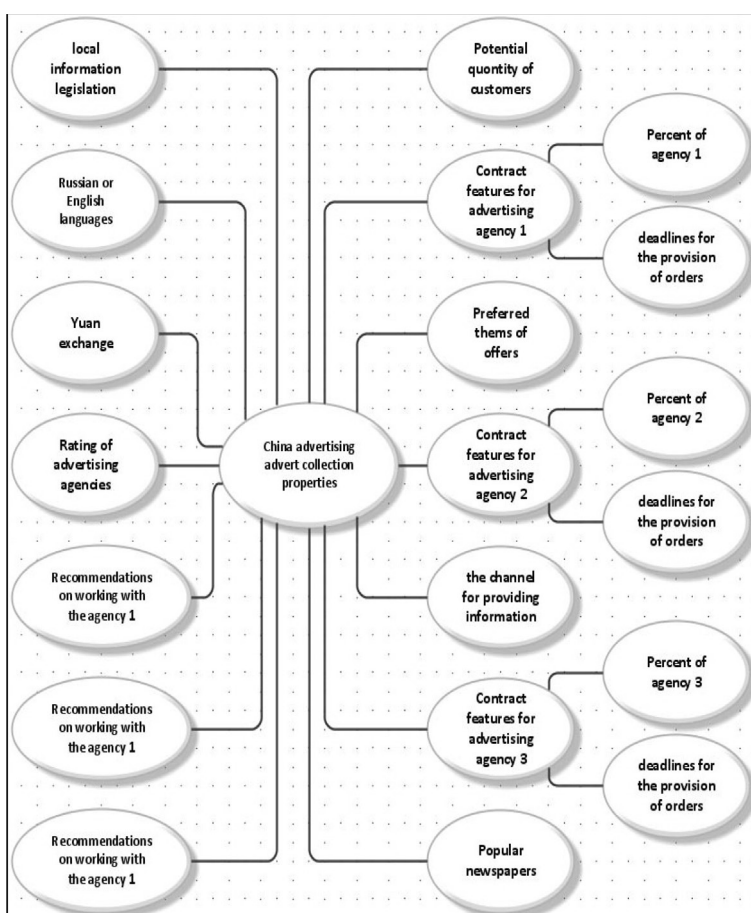 local
information
legislation
Russian or
English
languages
Yuan
exchange
Rating of
advertising
agencies
Recommendations
on working with
the agency 1
Recommendations
on working with
the agency 1
Recommendations
on working with
the agency 1
China advertising
advert collection
properties
Potential
quontity of
customers
Contract
features for
advertising
agency 1
Percent of
agency 1
deadlines for
the provision
of orders
Preferred
thems of
offers
Contract
features for
advertising
agency 2
Percent of
agency 2
deadlines for
the provision
of orders
the channel
for providing
information
Contract
features for
advertising
agency 3
Percent of
agency 3
deadlines for
the provision
of orders
Popular
newspapers